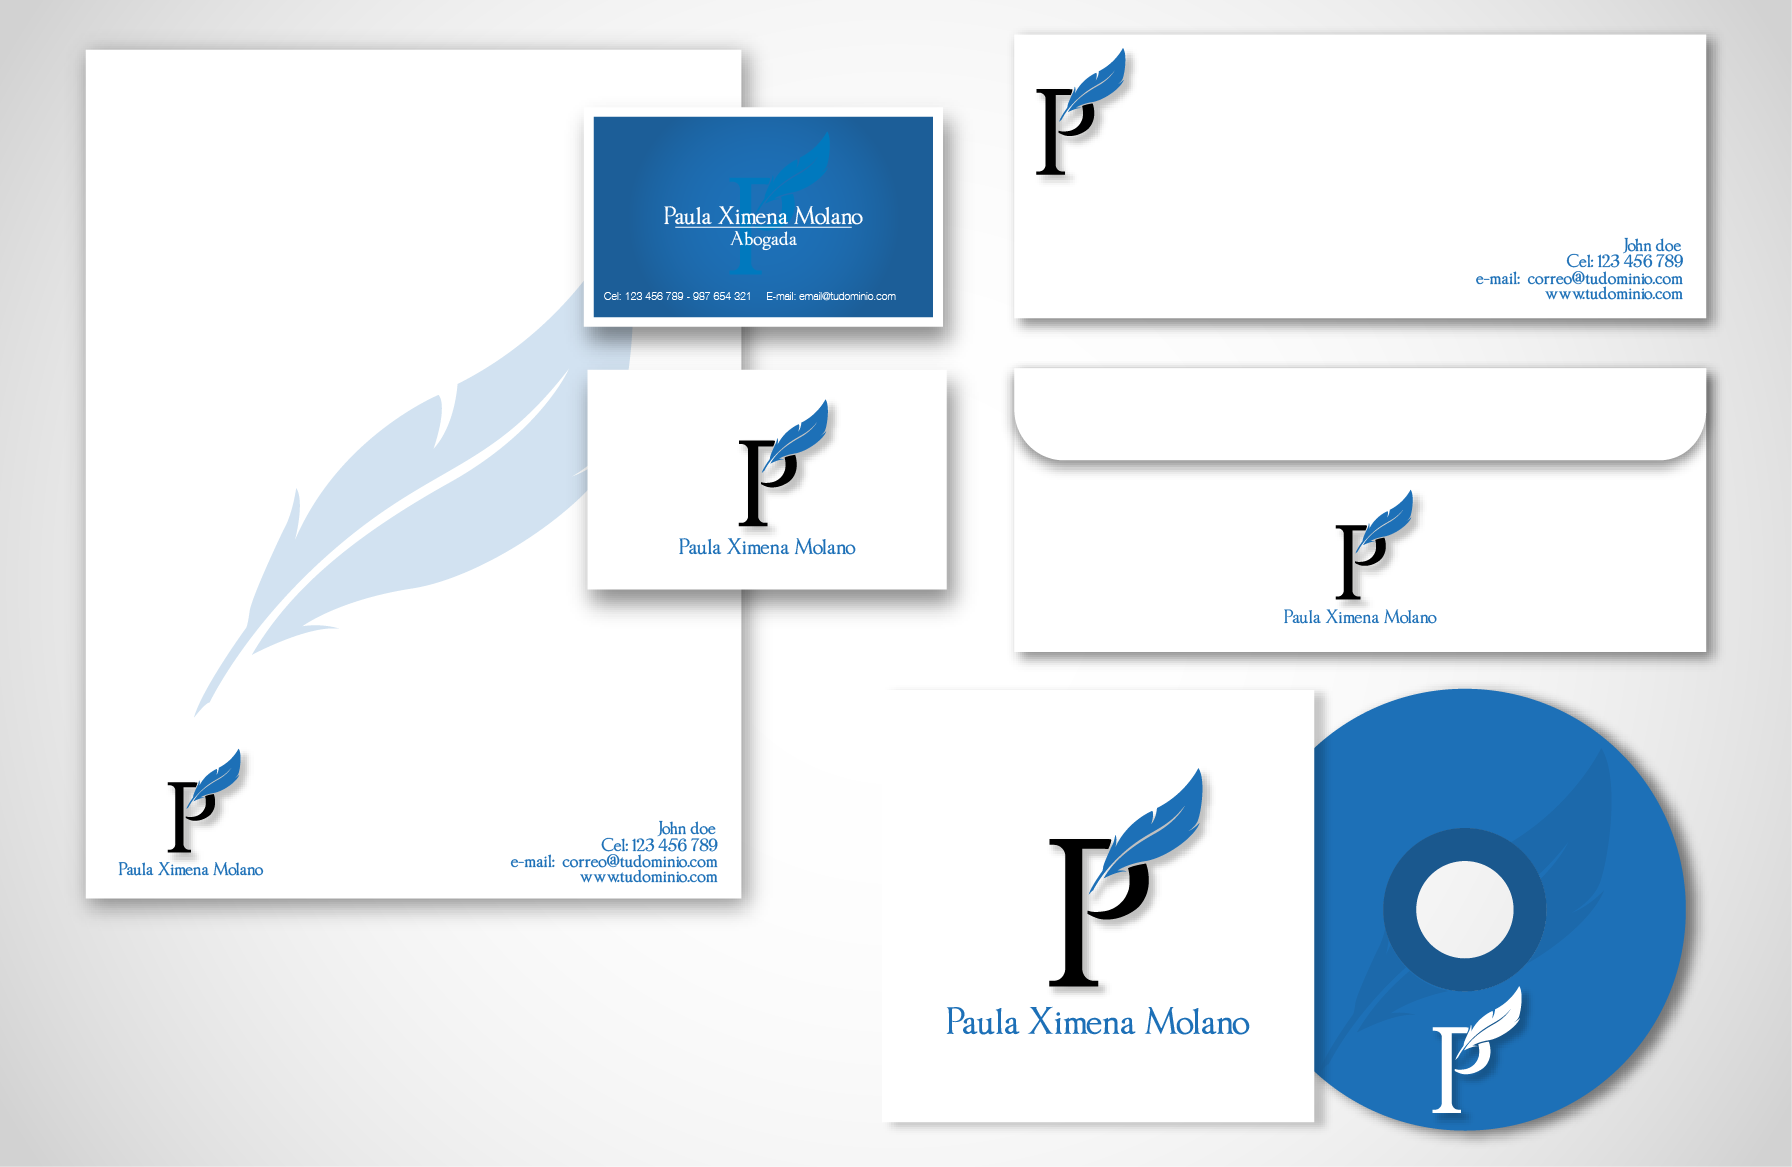 Paula Ximena Molano
Abogada
Cel: 123 456 789 - 987 654 321 E-mail: email@tudominio.com
P
Paula Ximena Molano
P
Paula Ximena Molano
John doe
Cel: 123 456 789
e-mail: correo@tudominio.com
www.tudominio.com
P
John doe
Cel: 123 456 789
e-mail: correo@tudominio.com
www.tudominio.com
P
Paula Ximena Molano
P
Paula Ximena Molano
P